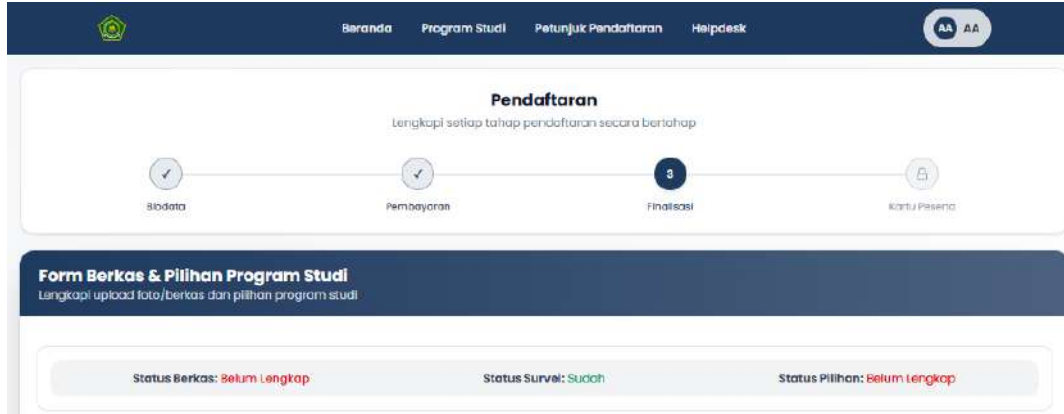 Beranda Program Studi Petunjuk Pendaftaran Helpdesk AA AA
Pendaftaran
Lengkapi setiap tahap pendaftaran secara bertahap
✓ ✓ 3
Biodata Pembayaran Finalisasi Kartu Peserta
Form Berkas & Pilihan Program Studi
Lengkapi upload foto/berkas dan pilihan program studi
Status Berkas: Belum Lengkap Status Survei: Sudah Status Pilihan: Belum Lengkap